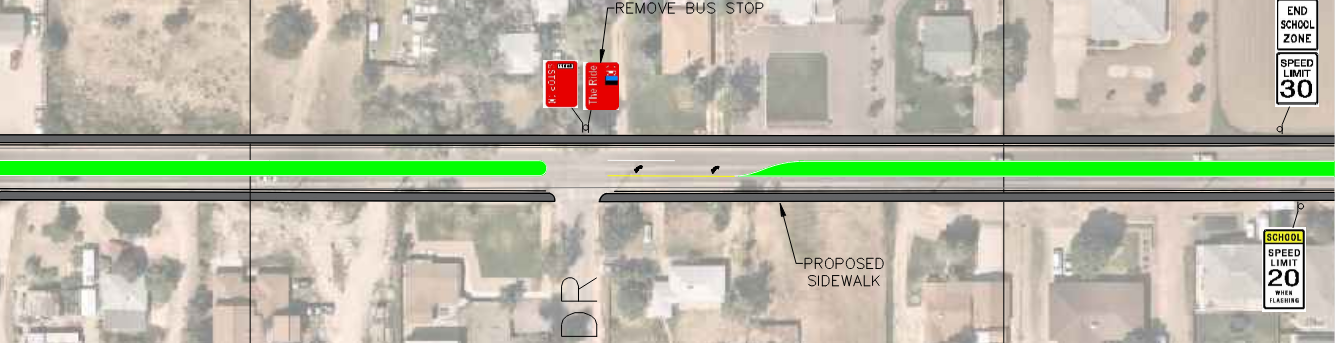 REMOVE BUS STOP
The Ride
STOP
END
SCHOOL
ZONE
SPEED
LIMIT
30
PROPOSED
SIDEWALK
DR
SCHOOL
SPEED
LIMIT
20
WHEN
FLASHING